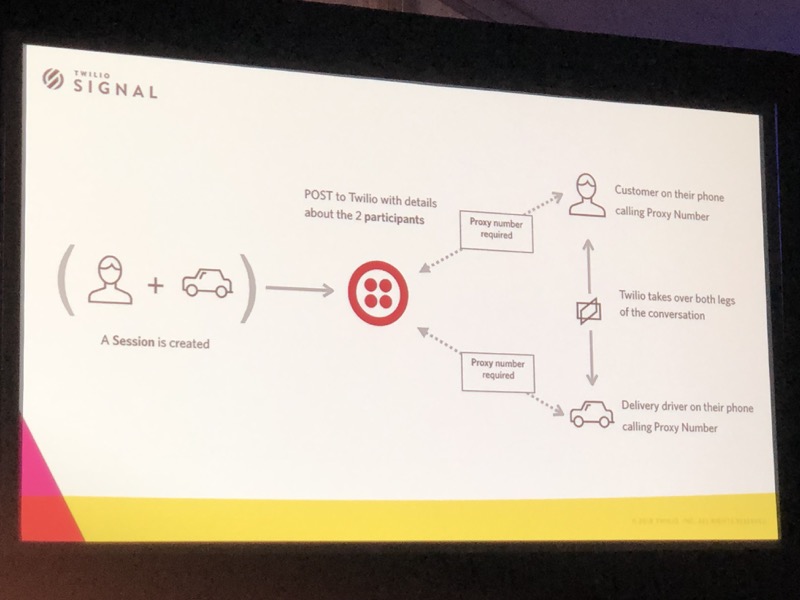 TWILIO
SIGNAL
POST to Twilio with details
about the 2 participants
Proxy number
required
Customer on their phone
calling Proxy Number
A Session is created
Twilio takes over both legs
of the conversation
Proxy number
required
Delivery driver on their phone
calling Proxy Number